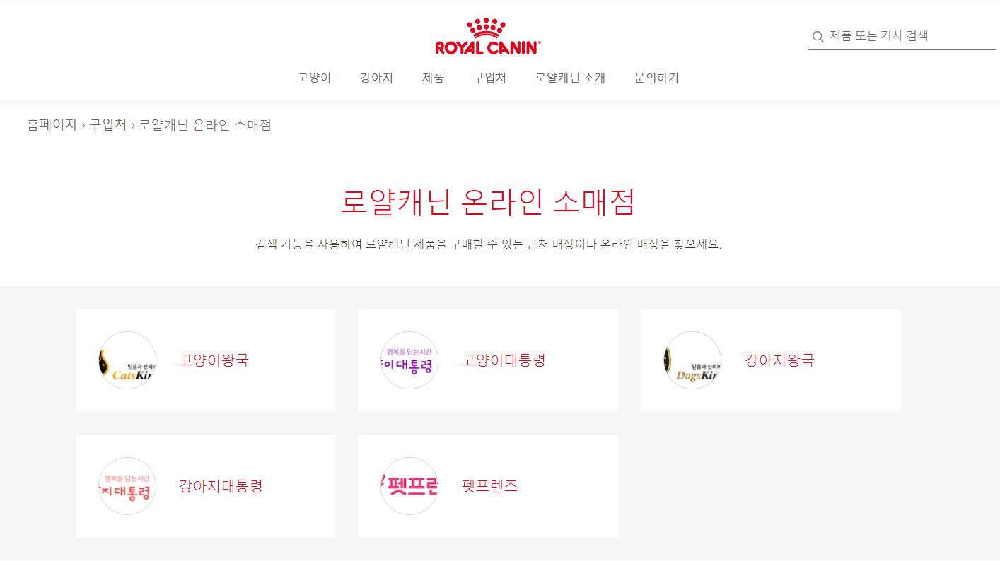 ROYAL CANIN
제품 또는 기사 검색
고양이 강아지 제품 구입처 로얄캐닌 소개 문의하기
홈페이지 › 구입처 › 로얄캐닌 온라인 소매점
로얄캐닌 온라인 소매점
검색 기능을 사용하여 로얄캐닌 제품을 구매할 수 있는 근처 매장이나 온라인 매장을 찾으세요.
믿음과 신뢰의
CatsKin
고양이왕국
행복을 담는시간
이대통령
고양이대통령
믿음과 신뢰의
DogsKin
강아지왕국
행복을 담는시간
지대통령
강아지대통령
펫프렌
펫프렌즈